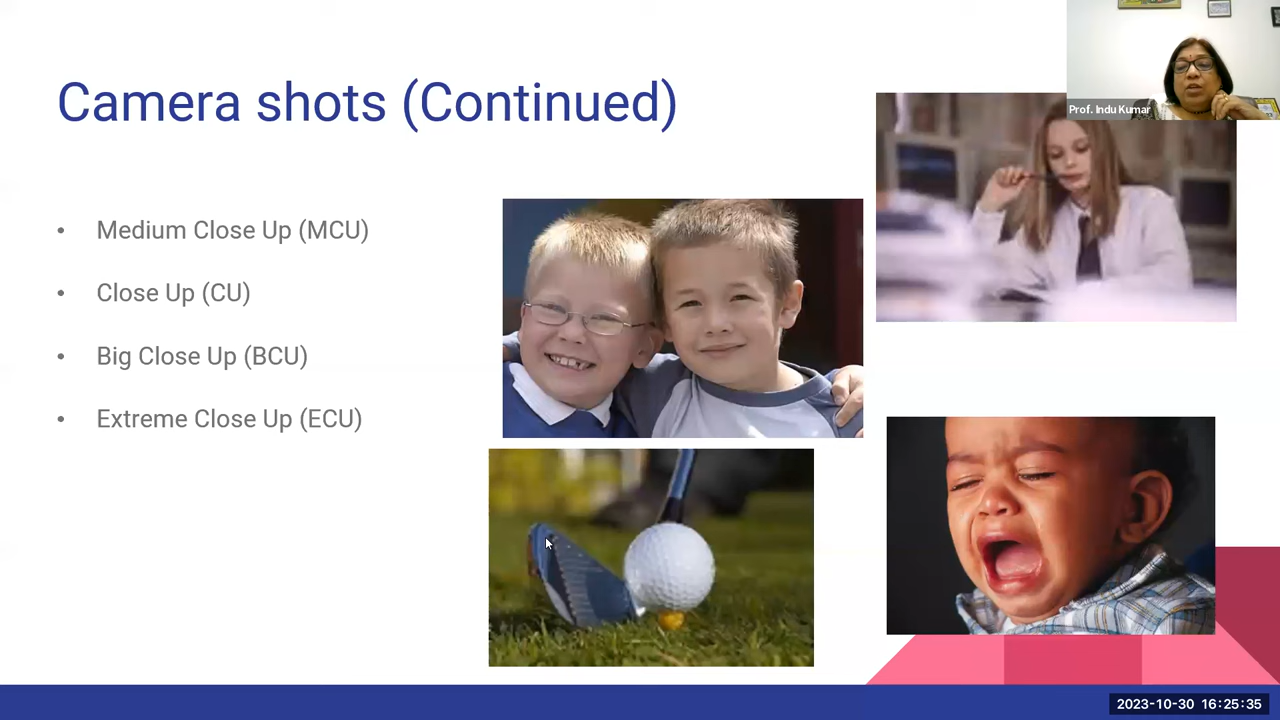 Camera shots (Continued)
Prof. Indu Kumar
• Medium Close Up (MCU)
• Close Up (CU)
• Big Close Up (BCU)
• Extreme Close Up (ECU)
2023-10-30 16:25:35